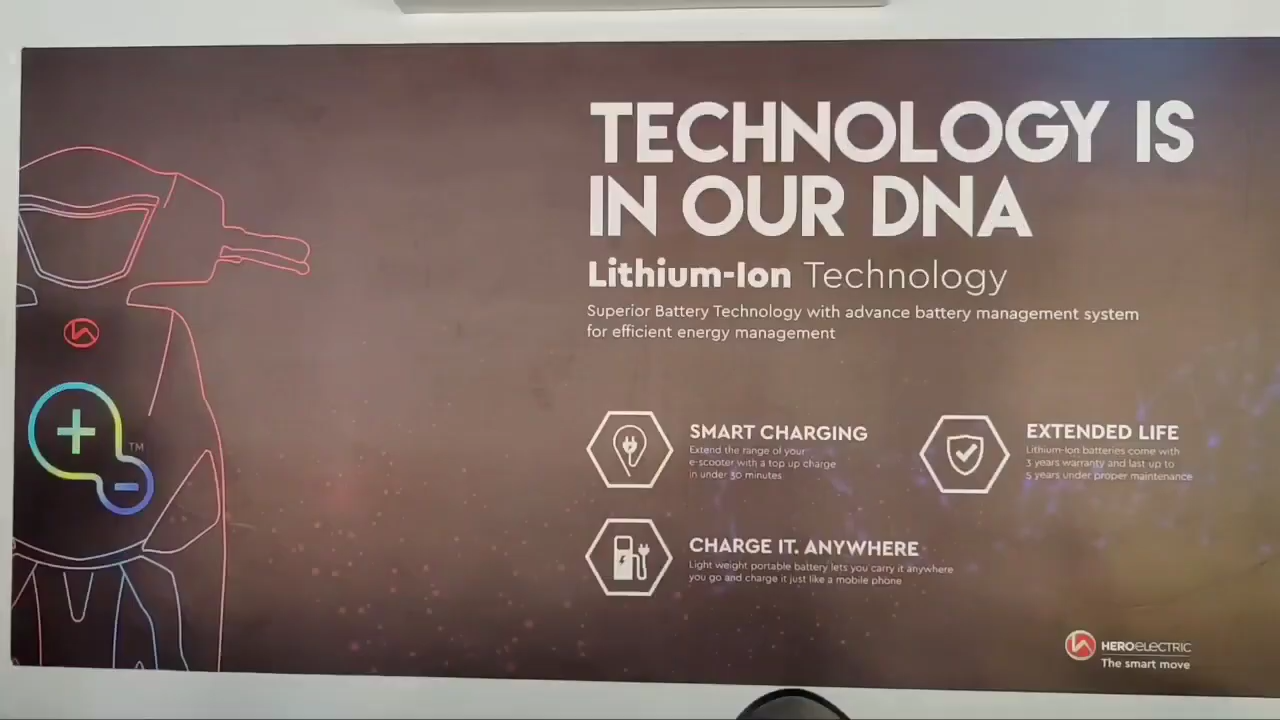 TECHNOLOGY IS
IN OUR DNA
Lithium-Ion Technology
Superior Battery Technology with advance battery management system
for efficient energy management
SMART CHARGING
Extend the range of your
e-scooter with a top up charge
in under 30 minutes
EXTENDED LIFE
Lithium-Ion batteries come with
3 years warranty and last up to
5 years under proper maintenance
CHARGE IT. ANYWHERE
Light weight portable battery lets you carry it anywhere
you go and charge it just like a mobile phone
TM
HERO ELECTRIC
The smart move